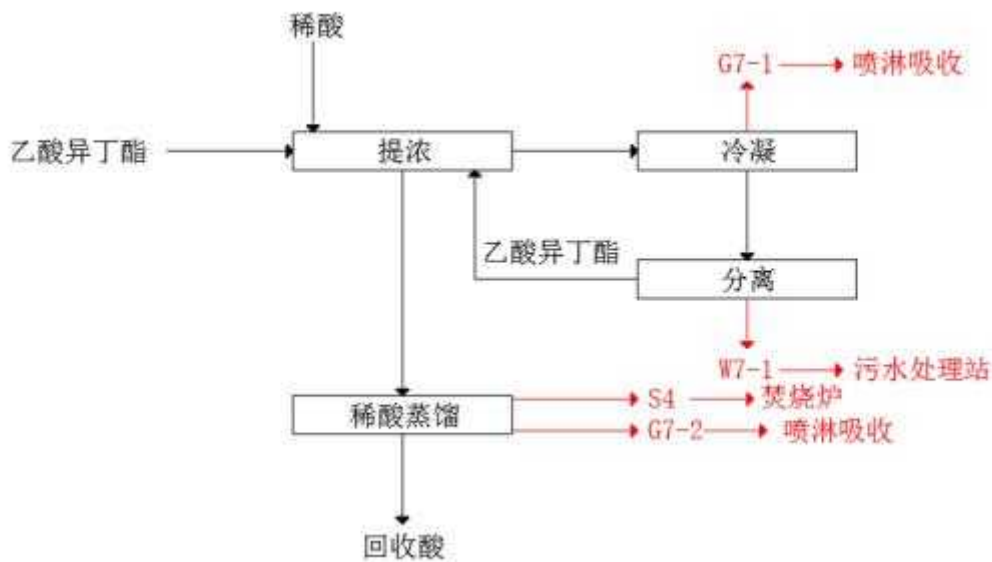 稀酸
G7-1 喷淋吸收
乙酸异丁酯 提浓 冷凝
乙酸异丁酯
分离
W7-1 污水处理站
稀酸蒸馏 S4 焚烧炉
G7-2 喷淋吸收
回收酸